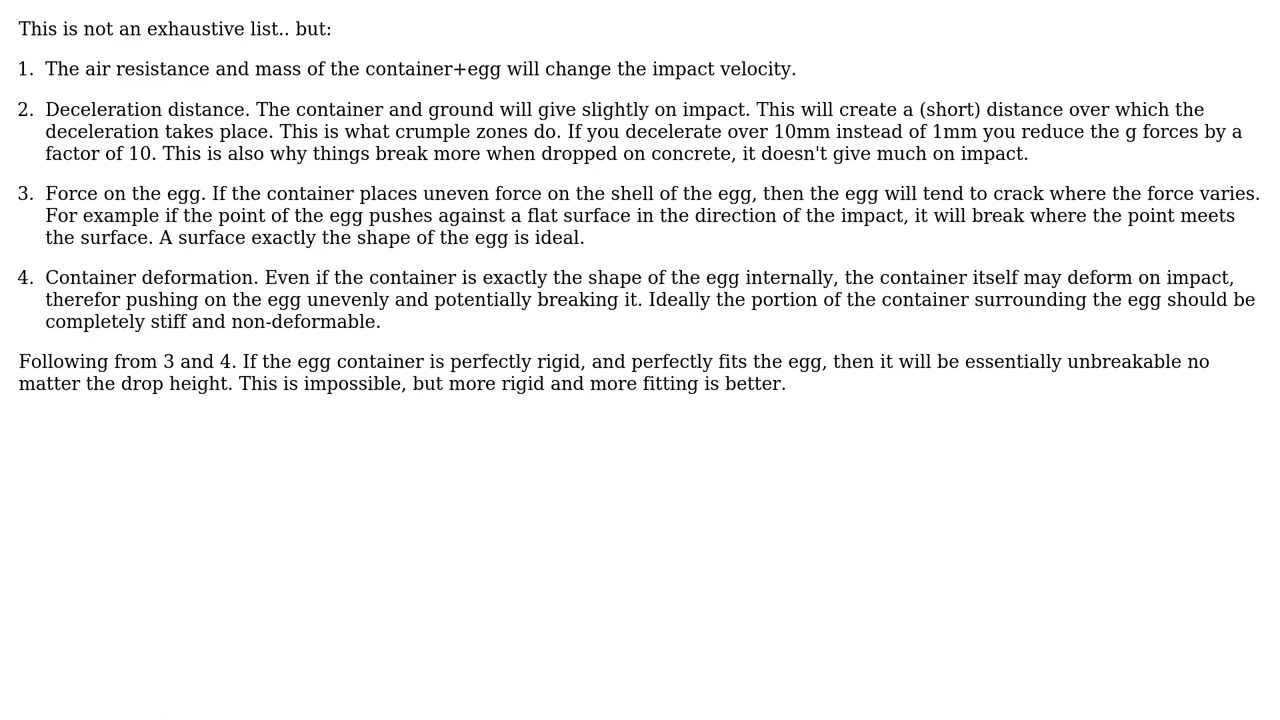 This is not an exhaustive list.. but:
1. The air resistance and mass of the container+egg will change the impact velocity.
2. Deceleration distance. The container and ground will give slightly on impact. This will create a (short) distance over which the
deceleration takes place. This is what crumple zones do. If you decelerate over 10mm instead of 1mm you reduce the g forces by a
factor of 10. This is also why things break more when dropped on concrete, it doesn't give much on impact.
3. Force on the egg. If the container places uneven force on the shell of the egg, then the egg will tend to crack where the force varies.
For example if the point of the egg pushes against a flat surface in the direction of the impact, it will break where the point meets
the surface. A surface exactly the shape of the egg is ideal.
4. Container deformation. Even if the container is exactly the shape of the egg internally, the container itself may deform on impact,
therefor pushing on the egg unevenly and potentially breaking it. Ideally the portion of the container surrounding the egg should be
completely stiff and non-deformable.
Following from 3 and 4. If the egg container is perfectly rigid, and perfectly fits the egg, then it will be essentially unbreakable no
matter the drop height. This is impossible, but more rigid and more fitting is better.